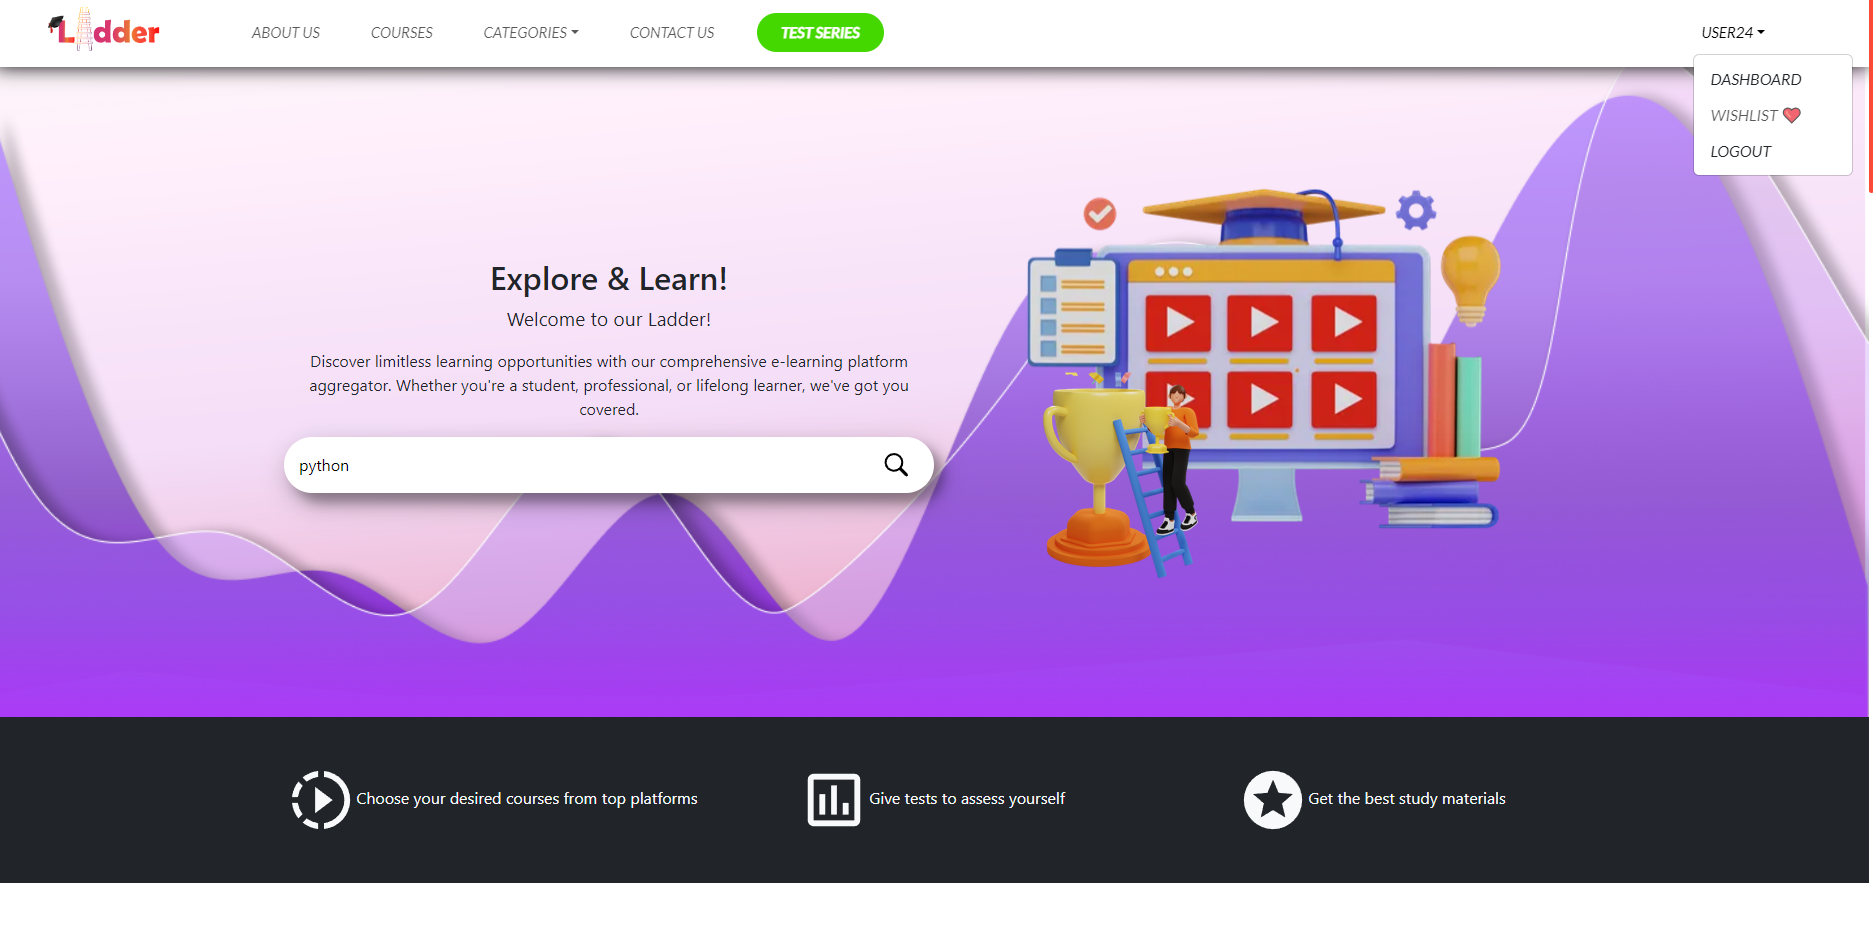 Ladder
ABOUT US
COURSES
CATEGORIES
CONTACT US
TEST SERIES
USER24
DASHBOARD
WISHLIST
LOGOUT
Explore & Learn!
Welcome to our Ladder!
Discover limitless learning opportunities with our comprehensive e-learning platform
aggregator. Whether you're a student, professional, or lifelong learner, we've got you
covered.
python
Choose your desired courses from top platforms
Give tests to assess yourself
Get the best study materials